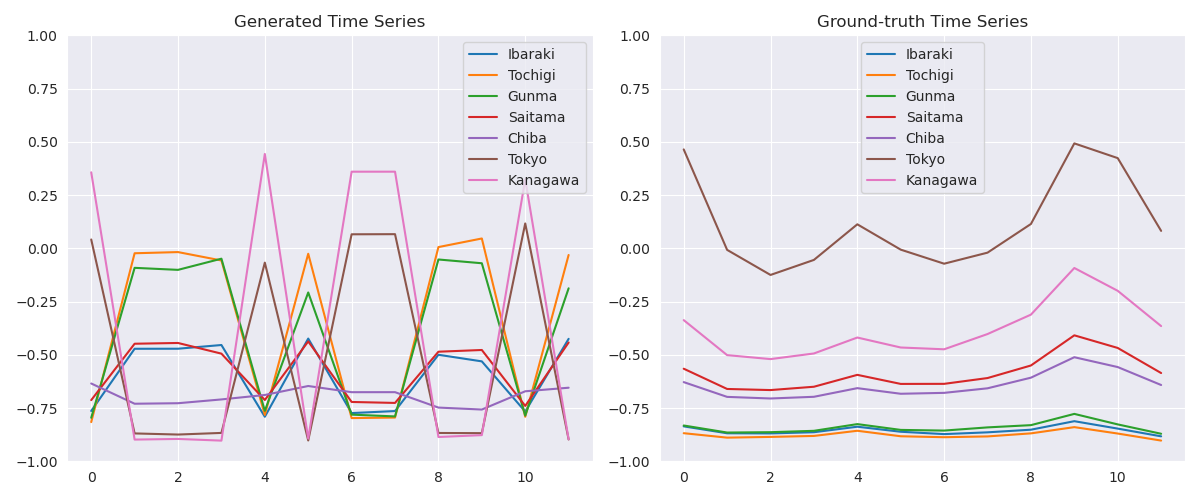 Generated Time Series
1.00
0.75
0.50
0.25
0.00
−0.25
−0.50
−0.75
−1.00
0 2 4 6 8 10
Ibaraki
Tochigi
Gunma
Saitama
Chiba
Tokyo
Kanagawa
Ground-truth Time Series
1.00
0.75
0.50
0.25
0.00
−0.25
−0.50
−0.75
−1.00
0 2 4 6 8 10
Ibaraki
Tochigi
Gunma
Saitama
Chiba
Tokyo
Kanagawa